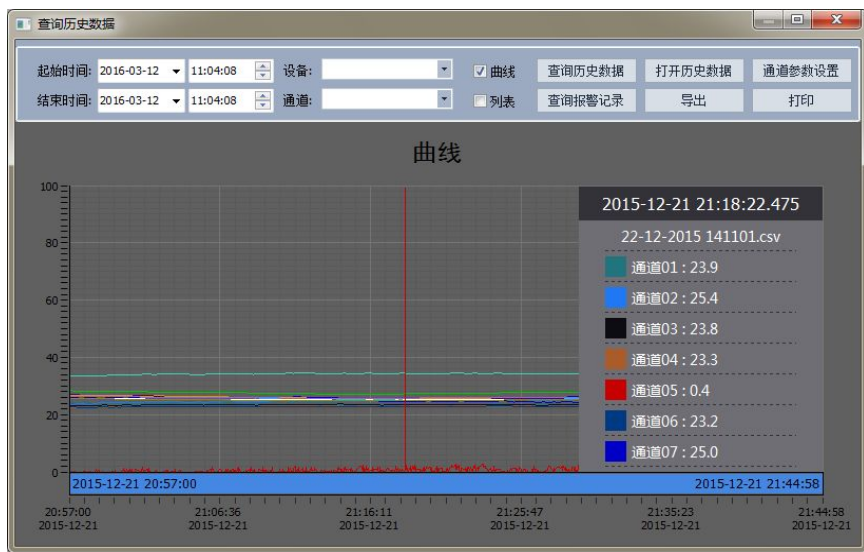 查询历史数据
起始时间: 2016-03-12 11:04:08 设备: 曲线 查询历史数据 打开历史数据 通道参数设置
结束时间: 2016-03-12 11:04:08 通道: 列表 查询报警记录 导出 打印
曲线
100
80
60
40
20
0
2015-12-21 21:18:22.475
22-12-2015 141101.csv
通道01 : 23.9
通道02 : 25.4
通道03 : 23.8
通道04 : 23.3
通道05 : 0.4
通道06 : 23.2
通道07 : 25.0
2015-12-21 20:57:00 2015-12-21 21:44:58
20:57:00 21:06:36 21:16:11 21:25:47 21:35:23 21:44:58
2015-12-21 2015-12-21 2015-12-21 2015-12-21 2015-12-21 2015-12-21